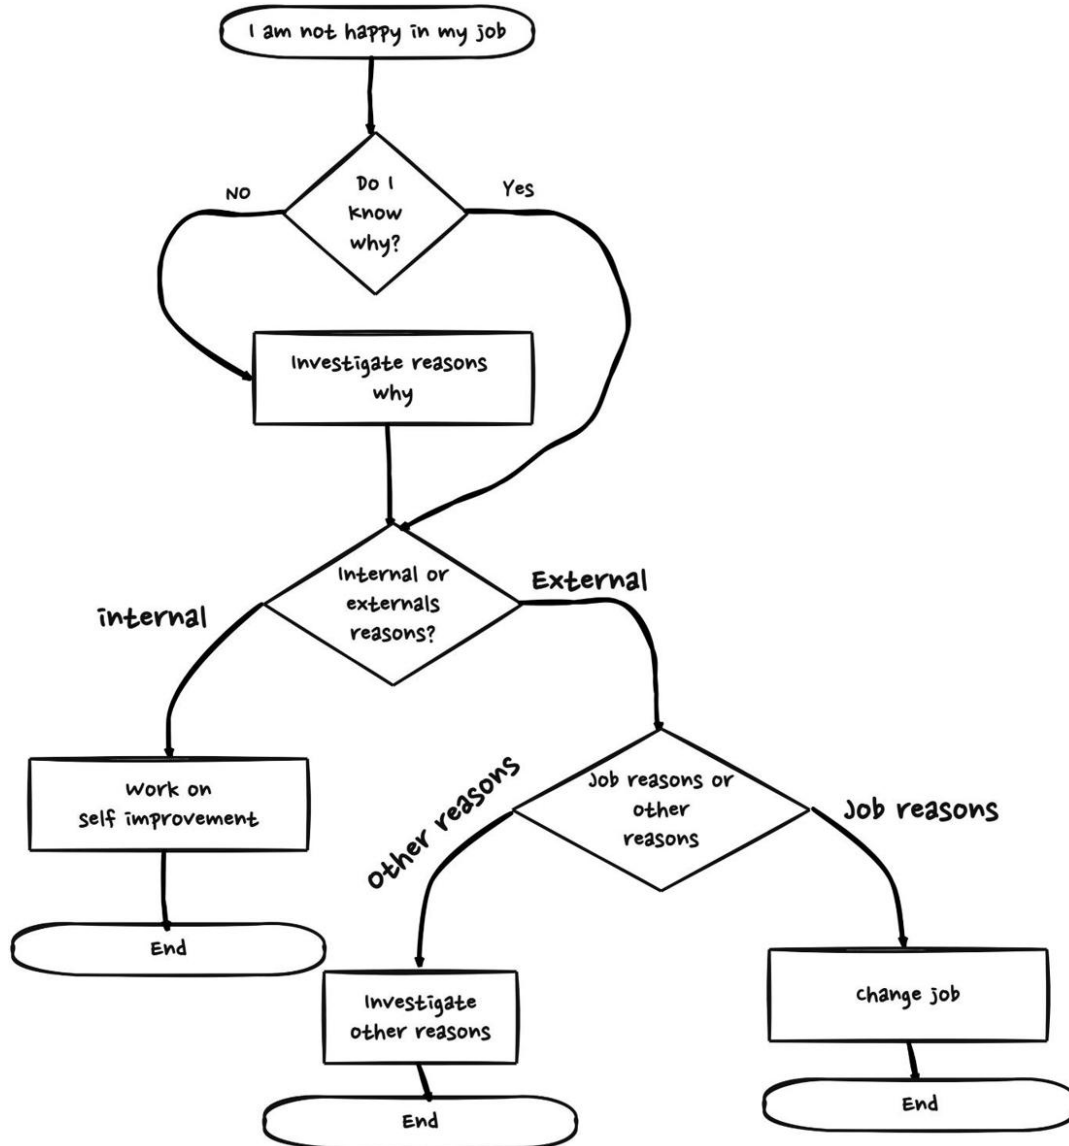 I am not happy in my job
Do I
know
why?
NO
Yes
Investigate reasons
why
Internal or
externals
reasons?
internal
External
Work on
self improvement
End
Job reasons or
other
reasons
Other reasons
Job reasons
Investigate
other reasons
End
Change job
End